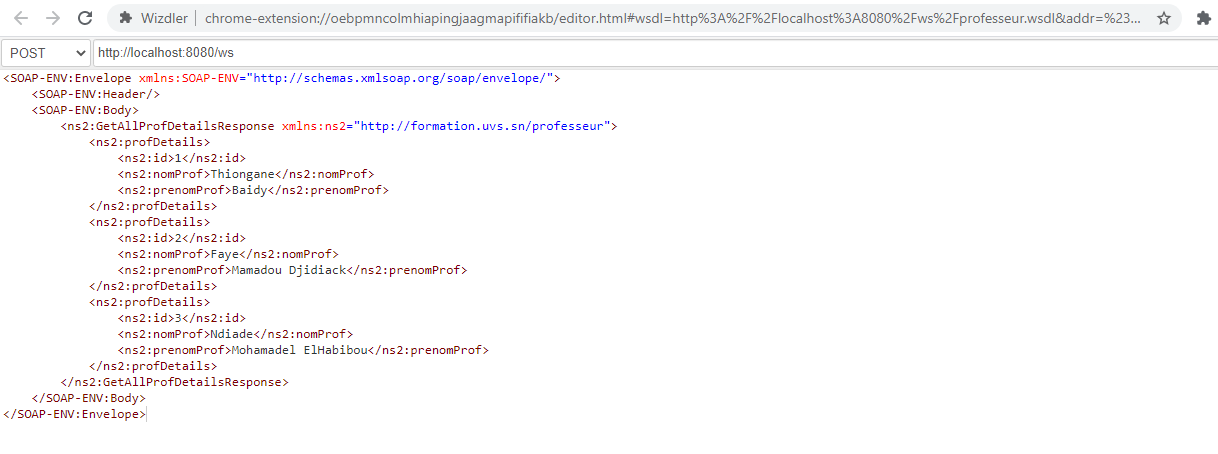 Wizdler chrome-extension://oebpmncolmhiapingjaagmapififiakb/editor.html#wsdl=http%3A%2F%2Flocalhost%3A8080%2Fws%2Fprofesseur.wsdl&addr=%23...
POST http://localhost:8080/ws
<SOAP-ENV:Envelope xmlns:SOAP-ENV="http://schemas.xmlsoap.org/soap/envelope/">
<SOAP-ENV:Header/>
<SOAP-ENV:Body>
<ns2:GetAllProfDetailsResponse xmlns:ns2="http://formation.uvs.sn/professeur">
<ns2:profDetails>
<ns2:id>1</ns2:id>
<ns2:nomProf>Thiongane</ns2:nomProf>
<ns2:prenomProf>Baidy</ns2:prenomProf>
</ns2:profDetails>
<ns2:profDetails>
<ns2:id>2</ns2:id>
<ns2:nomProf>Faye</ns2:nomProf>
<ns2:prenomProf>Mamadou Djidiack</ns2:prenomProf>
</ns2:profDetails>
<ns2:profDetails>
<ns2:id>3</ns2:id>
<ns2:nomProf>Ndiade</ns2:nomProf>
<ns2:prenomProf>Mohamadel ElHabibou</ns2:prenomProf>
</ns2:profDetails>
</ns2:GetAllProfDetailsResponse>
</SOAP-ENV:Body>
</SOAP-ENV:Envelope>